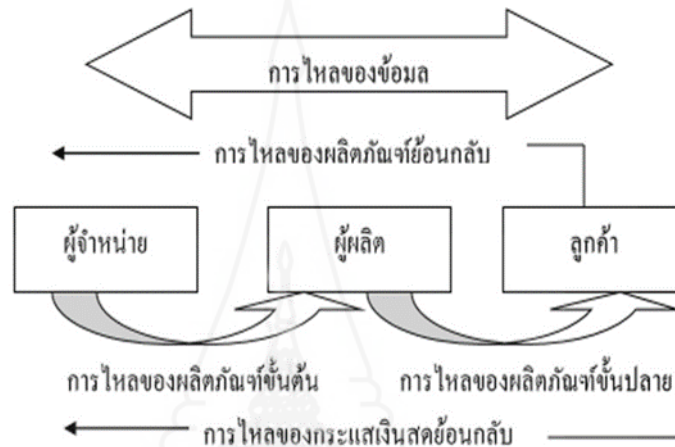 การไหลของข้อมล
การไหลของผลิตภัณฑ์ย้อนกลับ
ผู้จำหน่าย ผู้ผลิต ลูกค้า
การไหลของผลิตภัณฑ์ขั้นต้น การไหลของผลิตภัณฑ์ขั้นปลาย
การไหลของกระแสเงินสดย้อนกลับ